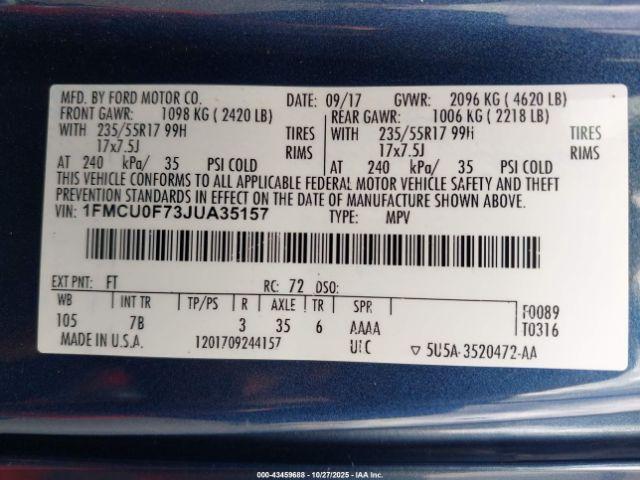 MFD. BY FORD MOTOR CO. DATE: 09/17 GVWR: 2096 KG ( 4620 LB)
FRONT GAWR: 1098 KG ( 2420 LB) REAR GAWR: 1006 KG ( 2218 LB)
WITH 235/55R17 99H TIRES WITH 235/55R17 99H TIRES
17x7.5J RIMS 17x7.5J RIMS
AT 240 kPa/ 35 PSI COLD AT 240 kPa/ 35 PSI COLD
THIS VEHICLE CONFORMS TO ALL APPLICABLE FEDERAL MOTOR VEHICLE SAFETY AND THEFT
PREVENTION STANDARDS IN EFFECT ON THE DATE OF MANUFACTURE SHOWN ABOVE.
VIN: 1FMCU0F73JUA35157 TYPE: MPV
EXT PNT: FT RC: 72 DSO:
WB INT TR TP/PS R AXLE TR SPR F0089
105 7B 3 35 6 AAAA T0316
MADE IN U.S.A. 1201709244157 UIC ▽ 5U5A-3520472-AA
000-43459688 - 10/27/2025 - IAA Inc.